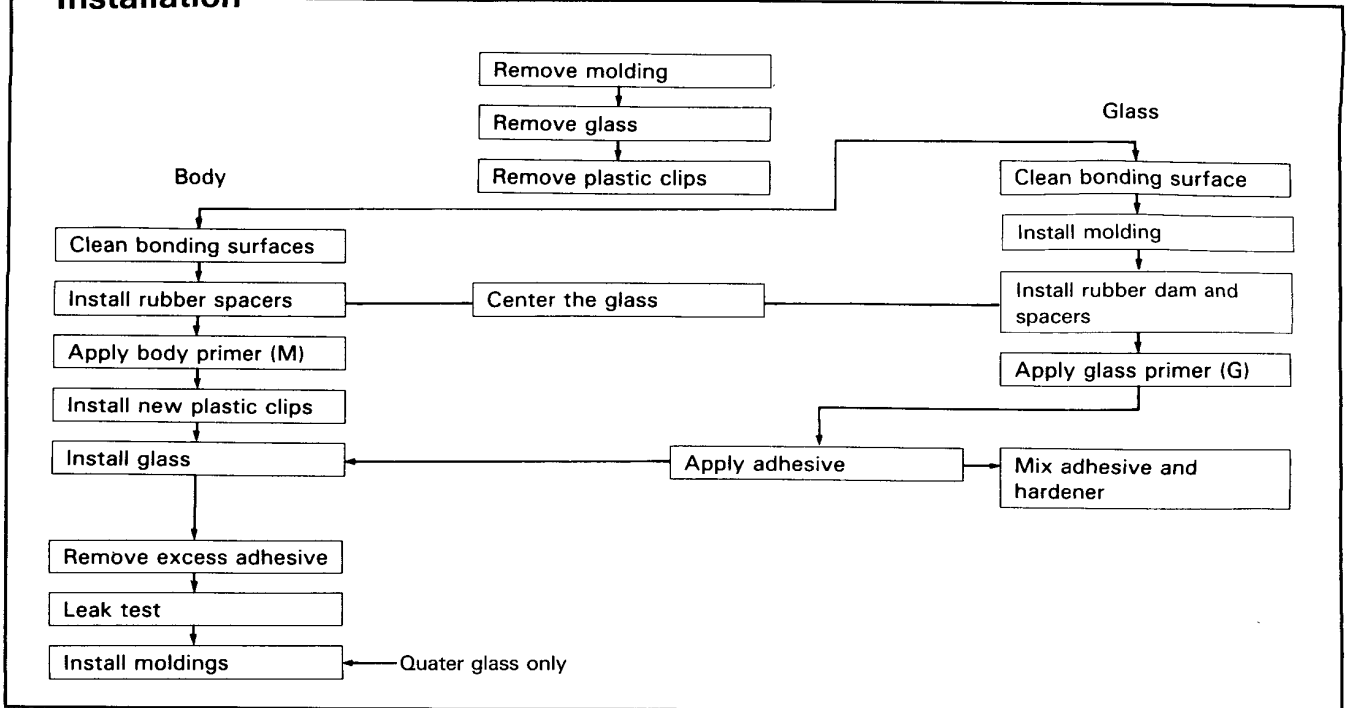 Installation
Remove molding
Remove glass
Remove plastic clips
Glass
Body
Clean bonding surface
Install molding
Install rubber dam and
spacers
Apply glass primer (G)
Clean bonding surfaces
Install rubber spacers
Center the glass
Apply body primer (M)
Install new plastic clips
Install glass
Apply adhesive
Mix adhesive and
hardener
Remove excess adhesive
Leak test
Install moldings
Quater glass only